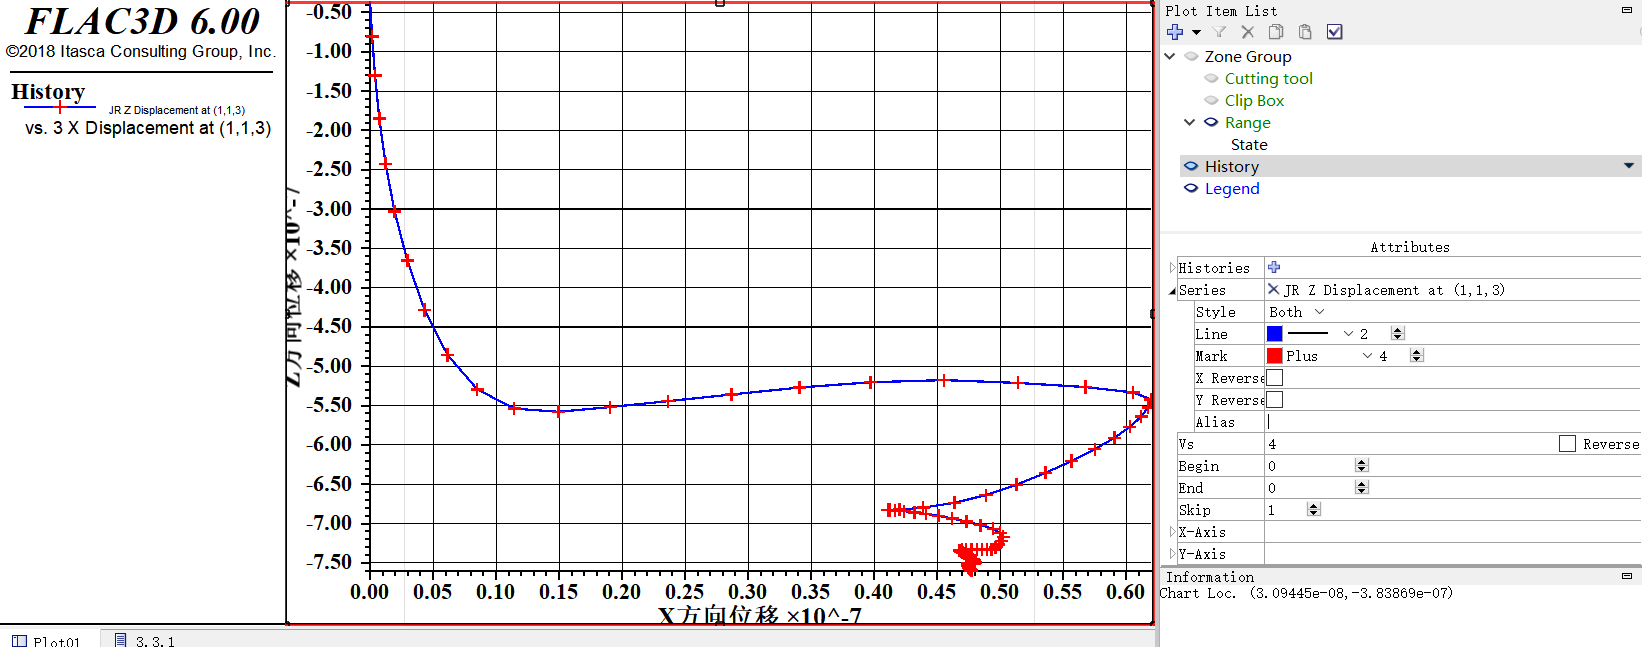 FLAC3D 6.00
©2018 Itasca Consulting Group, Inc.
History
JR Z Displacement at (1,1,3)
vs. 3 X Displacement at (1,1,3)
-0.50
-1.00
-1.50
-2.00
-2.50
-3.00
-3.50
-4.00
-4.50
-5.00
-5.50
-6.00
-6.50
-7.00
-7.50
Z方向位移 ×10^-7
0.00 0.05 0.10 0.15 0.20 0.25 0.30 0.35 0.40 0.45 0.50 0.55 0.60
X方向位移 ×10^-7
Plot01 3.3.1
Plot Item List
Zone Group
Cutting tool
Clip Box
Range
State
History
Legend
Attributes
Histories
Series JR Z Displacement at (1,1,3)
Style Both
Line 2
Mark Plus 4
X Reverse
Y Reverse
Alias
Vs 4 Reverse
Begin 0
End 0
Skip 1
X-Axis
Y-Axis
Information
Chart Loc. (3.09445e-08,-3.83869e-07)